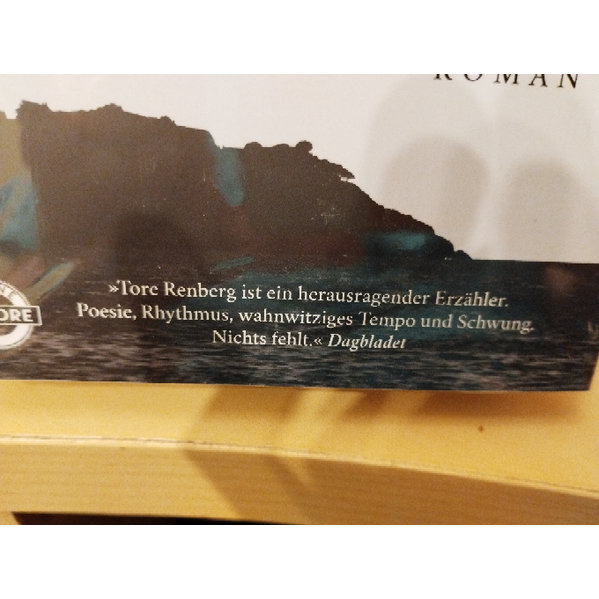 ROMAN
»Tore Renberg ist ein herausragender Erzähler.
Poesie, Rhythmus, wahnwitziges Tempo und Schwung.
Nichts fehlt.« Dagbladet